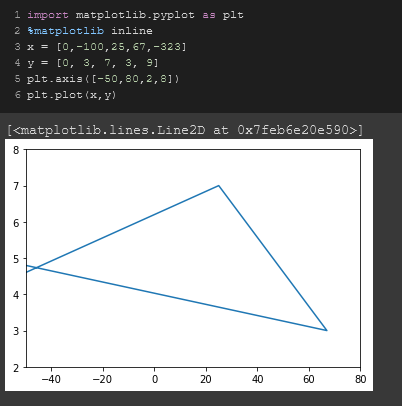 1 import matplotlib.pyplot as plt
2 %matplotlib inline
3 x = [0,-100,25,67,-323]
4 y = [0, 3, 7, 3, 9]
5 plt.axis([-50,80,2,8])
6 plt.plot(x,y)
[<matplotlib.lines.Line2D at 0x7feb6e20e590>]
8
7
6
5
4
3
2
−40 −20 0 20 40 60 80